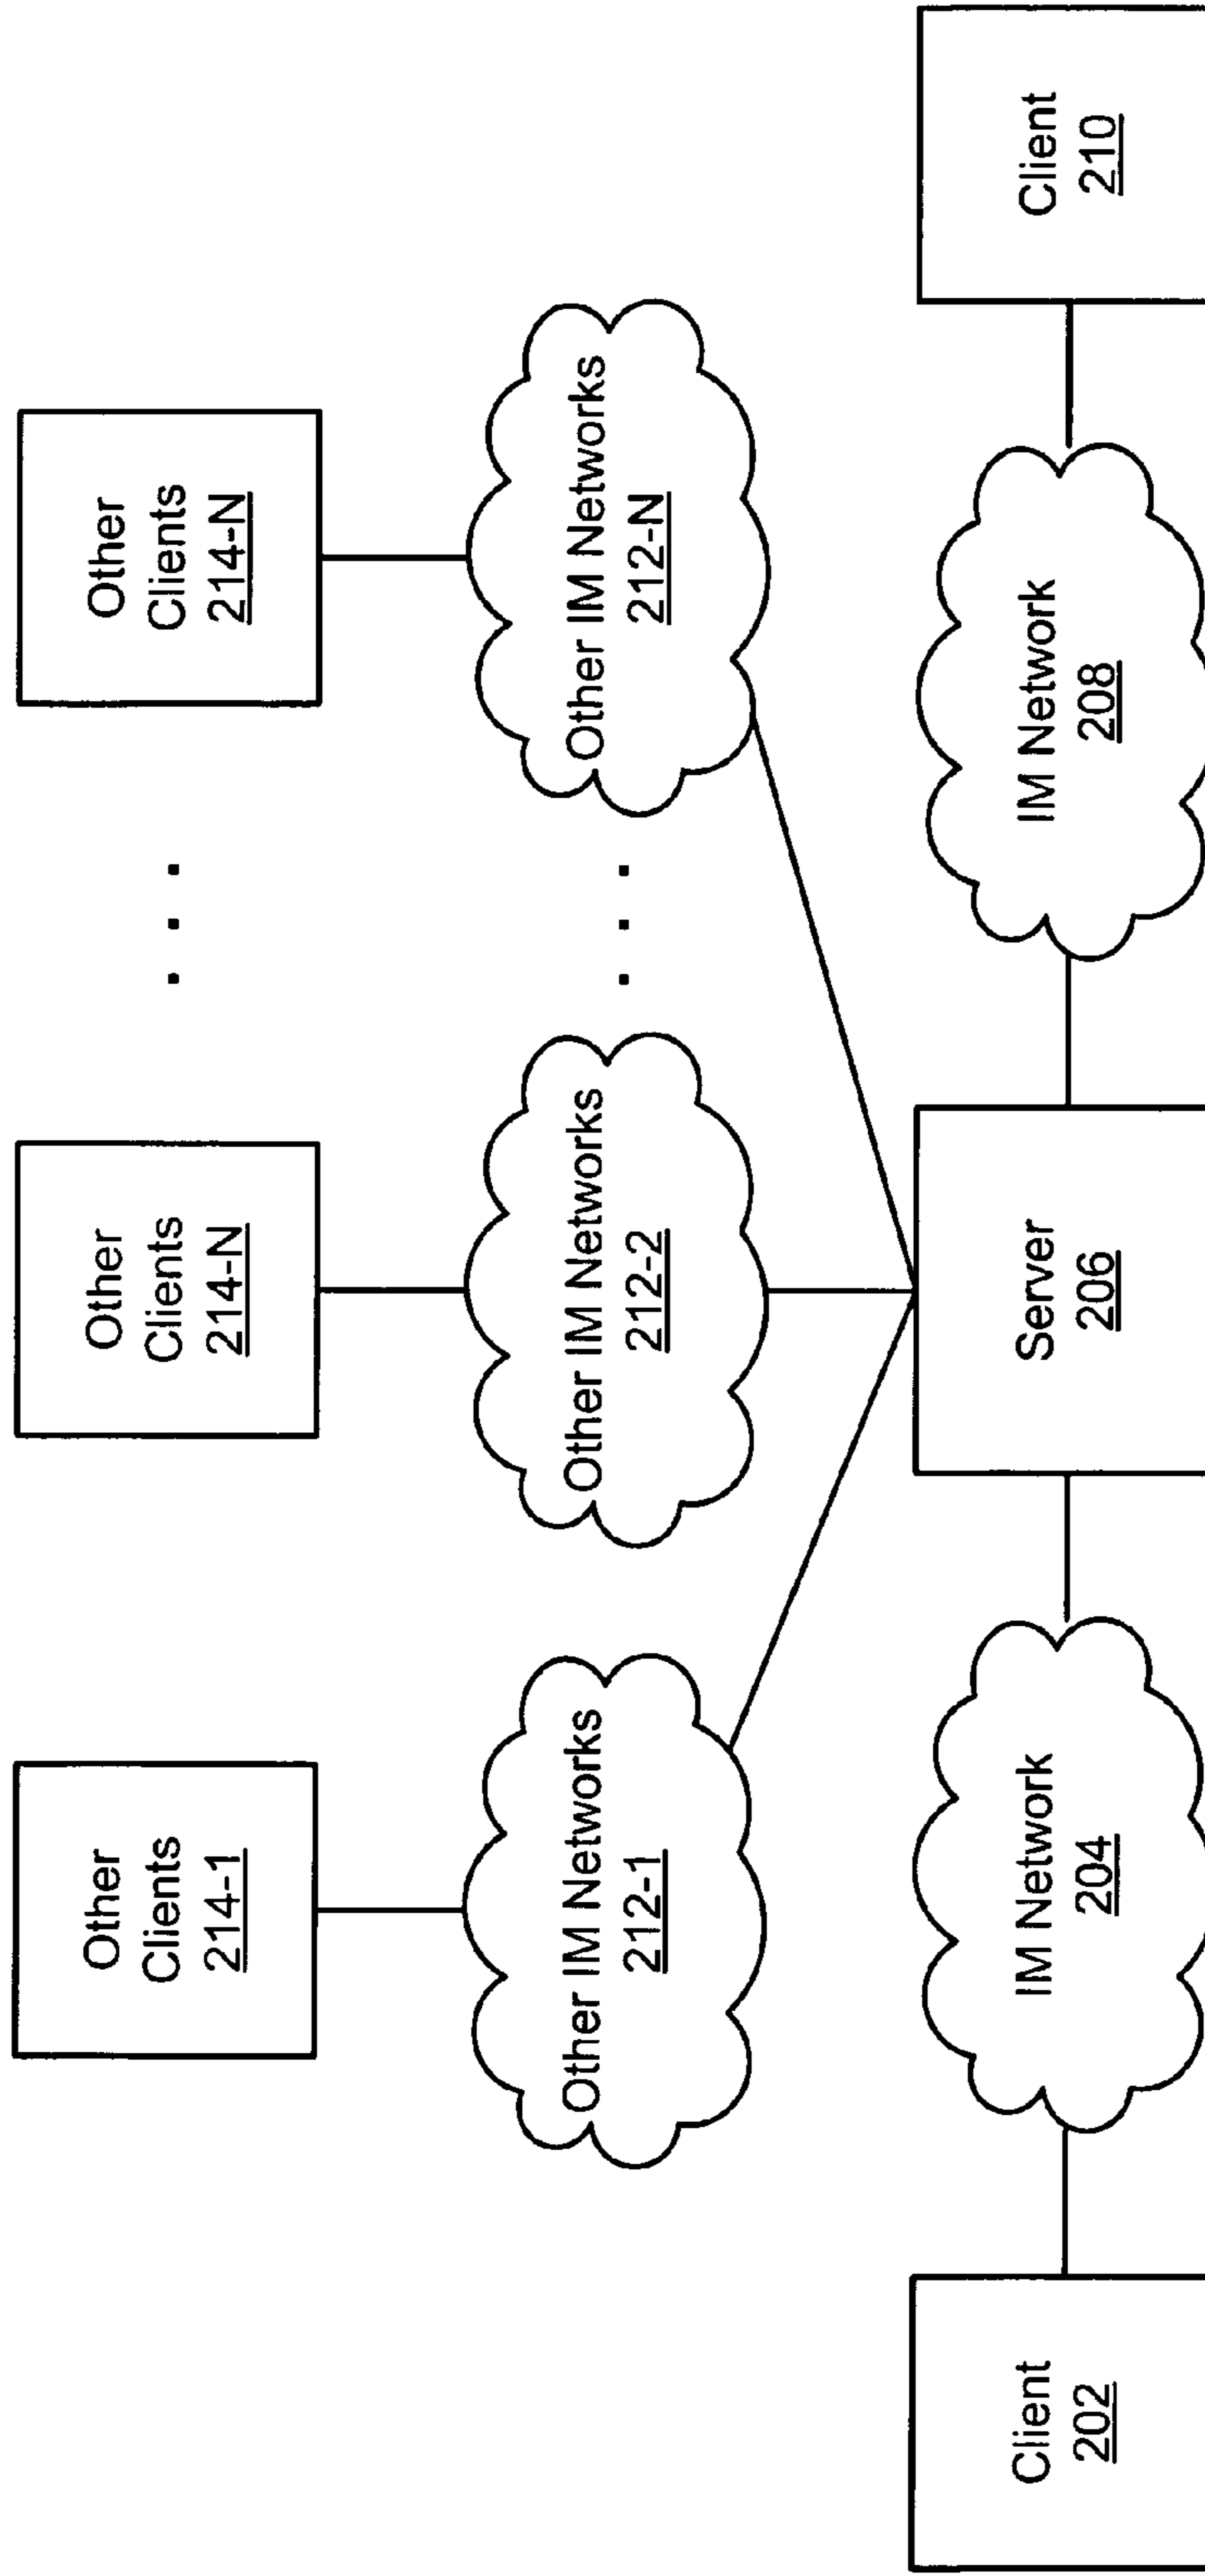 Other
Clients
214-1
Other
Clients
214-N
. . .
Other
Clients
214-N
Other IM Networks
212-1
Other IM Networks
212-2
. . .
Other IM Networks
212-N
Client
202
IM Network
204
Server
206
IM Network
208
Client
210